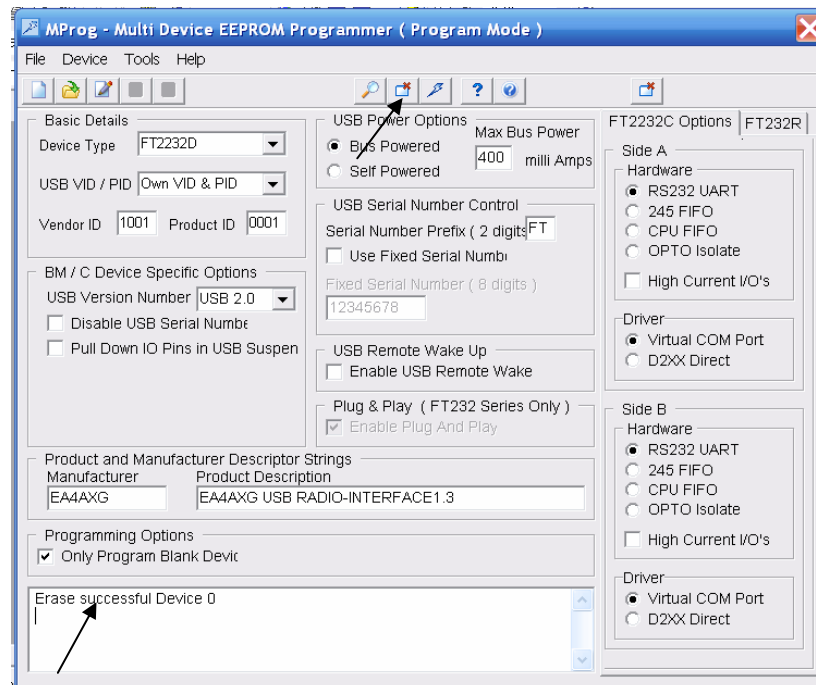 MProg - Multi Device EEPROM Programmer ( Program Mode )
File Device Tools Help
Basic Details
Device Type FT2232D
USB VID / PID Own VID & PID
Vendor ID 1001 Product ID 0001
BM / C Device Specific Options
USB Version Number USB 2.0
Disable USB Serial Numbe
Pull Down IO Pins in USB Suspen
USB Power Options
Bus Powered
Self Powered
Max Bus Power
400 milli Amps
USB Serial Number Control
Serial Number Prefix ( 2 digits FT
Use Fixed Serial Numb
Fixed Serial Number ( 8 digits )
12345678
USB Remote Wake Up
Enable USB Remote Wake
Plug & Play ( FT232 Series Only )
Enable Plug And Play
Product and Manufacturer Descriptor Strings
Manufacturer Product Description
EA4AXG EA4AXG USB RADIO-INTERFACE1.3
Programming Options
Only Program Blank Devic
Erase successful Device 0
FT2232C Options FT232R
Side A
Hardware
RS232 UART
245 FIFO
CPU FIFO
OPTO Isolate
High Current I/O's
Driver
Virtual COM Port
D2XX Direct
Side B
Hardware
RS232 UART
245 FIFO
CPU FIFO
OPTO Isolate
High Current I/O's
Driver
Virtual COM Port
D2XX Direct